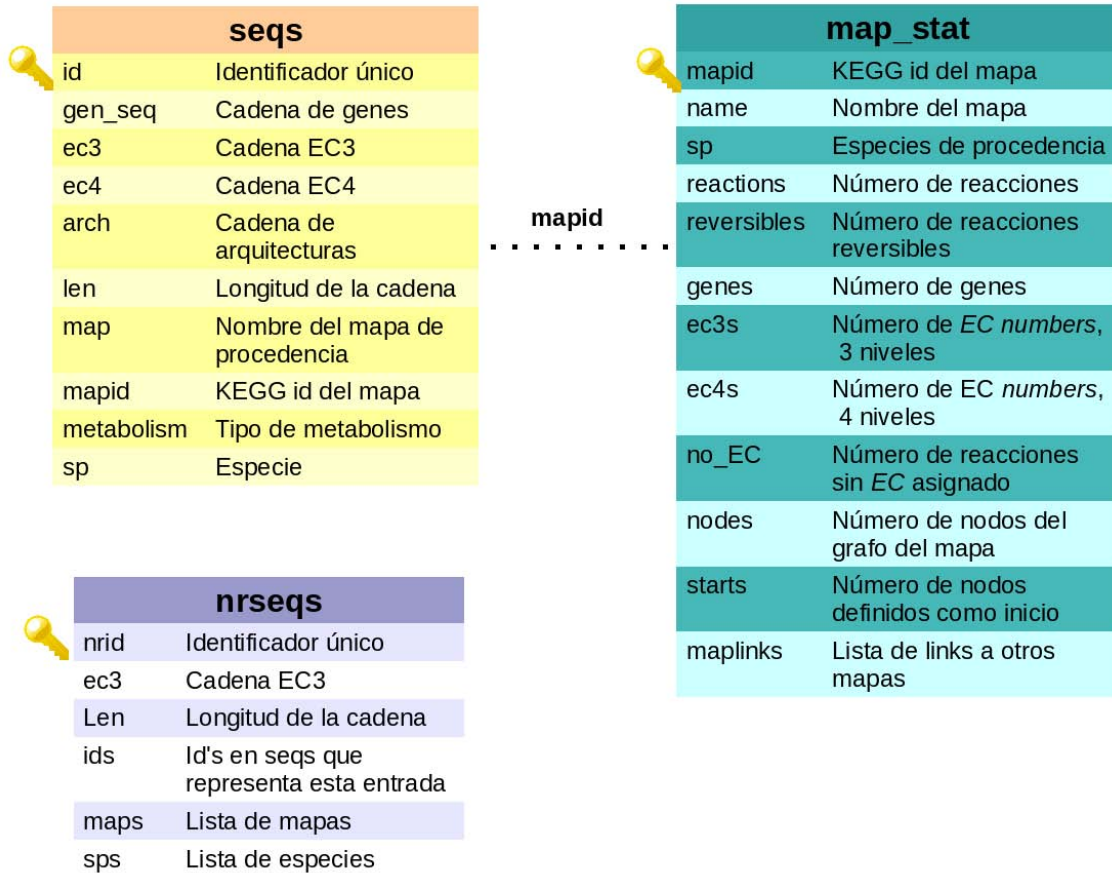 seqs
id Identificador único
gen_seq Cadena de genes
ec3 Cadena EC3
ec4 Cadena EC4
arch Cadena de
arquitecturas
len Longitud de la cadena
map Nombre del mapa de
procedencia
mapid KEGG id del mapa
metabolism Tipo de metabolismo
sp Especie
mapid
map_stat
mapid KEGG id del mapa
name Nombre del mapa
sp Especies de procedencia
reactions Número de reacciones
reversibles Número de reacciones
reversibles
genes Número de genes
ec3s Número de EC numbers,
3 niveles
ec4s Número de EC numbers,
4 niveles
no_EC Número de reacciones
sin EC asignado
nodes Número de nodos del
grafo del mapa
starts Número de nodos
definidos como inicio
maplinks Lista de links a otros
mapas
nrseqs
nrid Identificador único
ec3 Cadena EC3
Len Longitud de la cadena
ids Id's en seqs que
representa esta entrada
maps Lista de mapas
sps Lista de especies